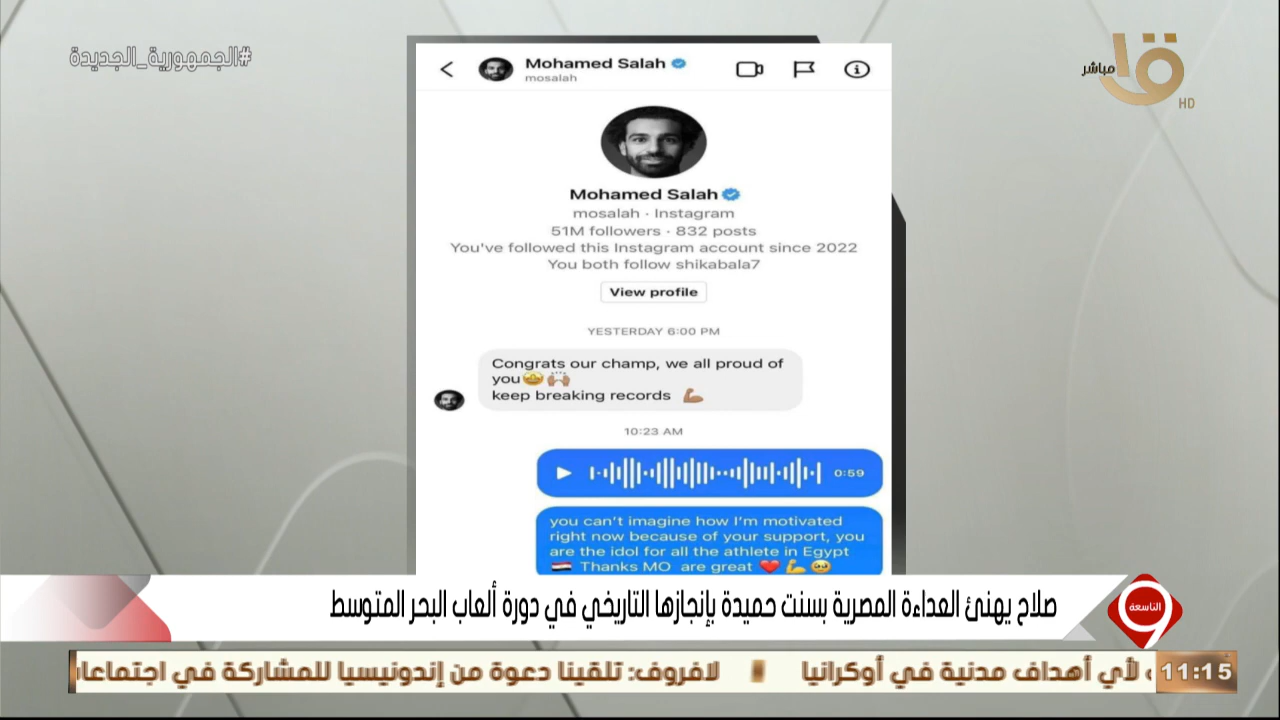 #الجمهورية_الجديدة
مباشر
HD
Mohamed Salah
mosalah
Mohamed Salah
mosalah · Instagram
51M followers · 832 posts
You've followed this Instagram account since 2022
You both follow shikabala7
View profile
YESTERDAY 6:00 PM
Congrats our champ, we all proud of
you🤩🙌🏽
keep breaking records 💪🏽
10:23 AM
0:59
you can't imagine how I'm motivated
right now because of your support, you
are the idol for all the athlete in Egypt
🇪🇬 Thanks MO are great ❤️💪🥹
صلاح يهنئ العداءة المصرية بسنت حميدة بإنجازها التاريخي في دورة ألعاب البحر المتوسط
التاسعة
9
لأي أهداف مدنية في أوكرانيا لافروف: تلقينا دعوة من إندونيسيا للمشاركة في
11:15